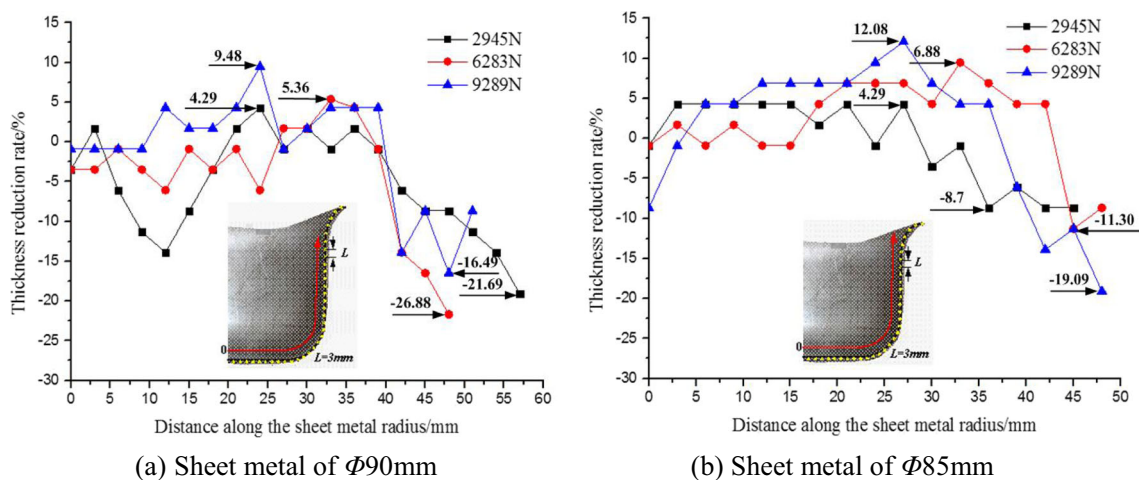 15
10
5
0
-5
-10
-15
-20
-25
-30
Thickness reduction rate/%
2945N
6283N
9289N
9.48
4.29
5.36
-16.49
-21.69
-26.88
L
0
L=3mm
0 5 10 15 20 25 30 35 40 45 50 55 60
Distance along the sheet metal radius/mm
(a) Sheet metal of Φ90mm
15
10
5
0
-5
-10
-15
-20
-25
-30
Thickness reduction rate/%
2945N
6283N
9289N
12.08
6.88
4.29
-8.7
-11.30
-19.09
L
0
L=3mm
0 5 10 15 20 25 30 35 40 45 50
Distance along the sheet metal radius/mm
(b) Sheet metal of Φ85mm